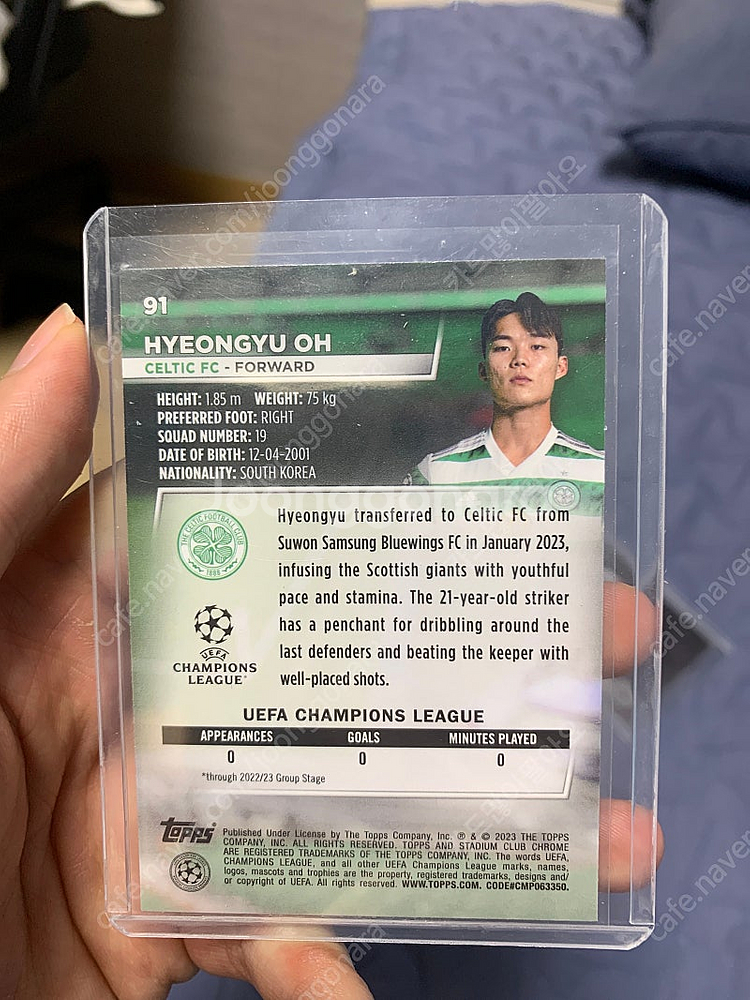 91
HYEONGYU OH
CELTIC FC - FORWARD
HEIGHT: 1.85 m WEIGHT: 75 kg
PREFERRED FOOT: RIGHT
SQUAD NUMBER: 19
DATE OF BIRTH: 12-04-2001
NATIONALITY: SOUTH KOREA
THE CELTIC FOOTBALL CLUB
1888
Hyeongyu transferred to Celtic FC from
Suwon Samsung Bluewings FC in January 2023,
infusing the Scottish giants with youthful
pace and stamina. The 21-year-old striker
has a penchant for dribbling around the
last defenders and beating the keeper with
well-placed shots.
UEFA
CHAMPIONS
LEAGUE®
UEFA CHAMPIONS LEAGUE
APPEARANCES GOALS MINUTES PLAYED
0 0 0
*through 2022/23 Group Stage
Topps
Published Under License by The Topps Company, Inc. ® & © 2023 THE TOPPS
COMPANY, INC. ALL RIGHTS RESERVED. TOPPS AND STADIUM CLUB CHROME
ARE REGISTERED TRADEMARKS OF THE TOPPS COMPANY, INC. The words UEFA,
CHAMPIONS LEAGUE, and all other UEFA Champions League marks, names,
logos, mascots and trophies are the property, registered trademarks, designs and/
or copyright of UEFA. All rights reserved. WWW.TOPPS.COM. CODE#CMP063350.
cafe.naver.com/joonggonara
joonggonara
cafe.naver